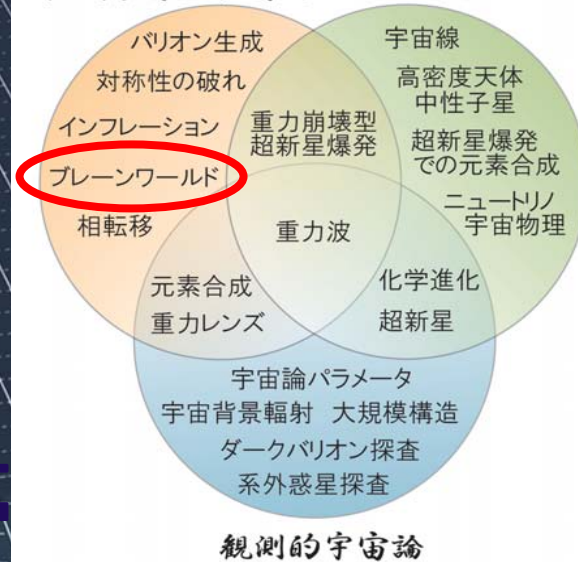 バリオン生成
対称性の破れ
インフレーション
ブレーンワールド
相転移
重力崩壊型
超新星爆発
宇宙線
高密度天体
中性子星
超新星爆発
での元素合成
ニュートリノ
宇宙物理
重力波
元素合成
重力レンズ
化学進化
超新星
宇宙論パラメータ
宇宙背景輻射 大規模構造
ダークバリオン探査
系外惑星探査
観測的宇宙論